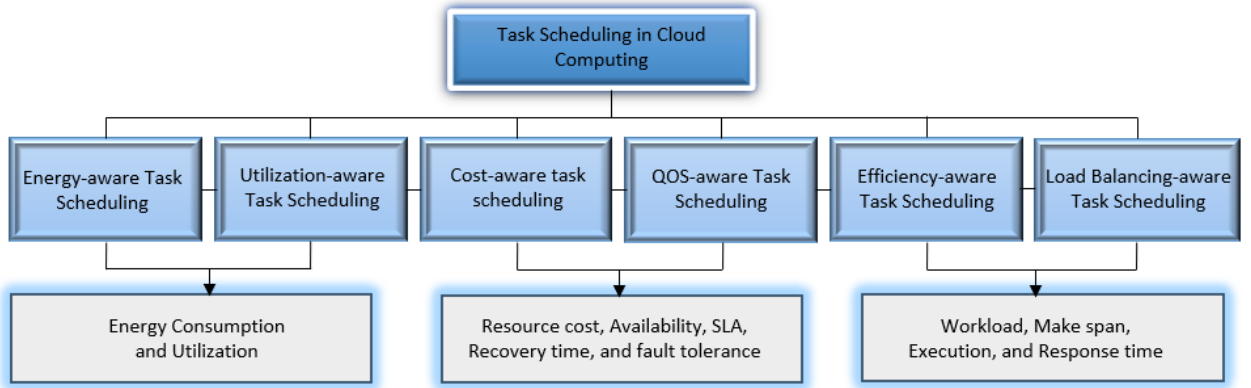 Task Scheduling in Cloud
Computing
Energy-aware Task
Scheduling
Utilization-aware
Task Scheduling
Cost-aware task
scheduling
QOS-aware Task
Scheduling
Efficiency-aware
Task Scheduling
Load Balancing-aware
Task Scheduling
Energy Consumption
and Utilization
Resource cost, Availability, SLA,
Recovery time, and fault tolerance
Workload, Make span,
Execution, and Response time